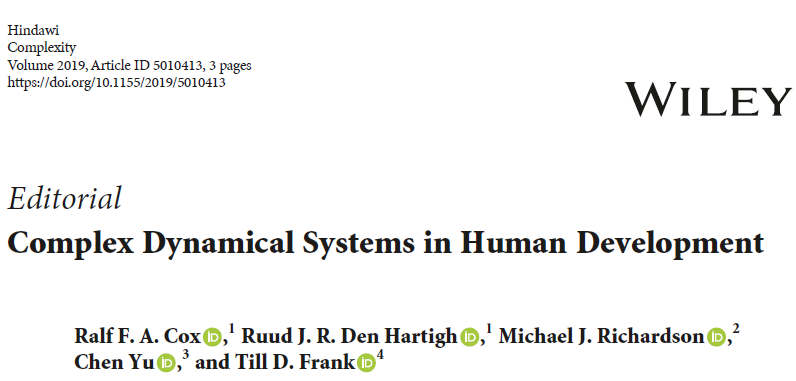 Hindawi
Complexity
Volume 2019, Article ID 5010413, 3 pages
https://doi.org/10.1155/2019/5010413
WILEY
Editorial
Complex Dynamical Systems in Human Development
Ralf F. A. Cox iD,1 Ruud J. R. Den Hartigh iD,1 Michael J. Richardson iD,2
Chen Yu iD,3 and Till D. Frank iD4